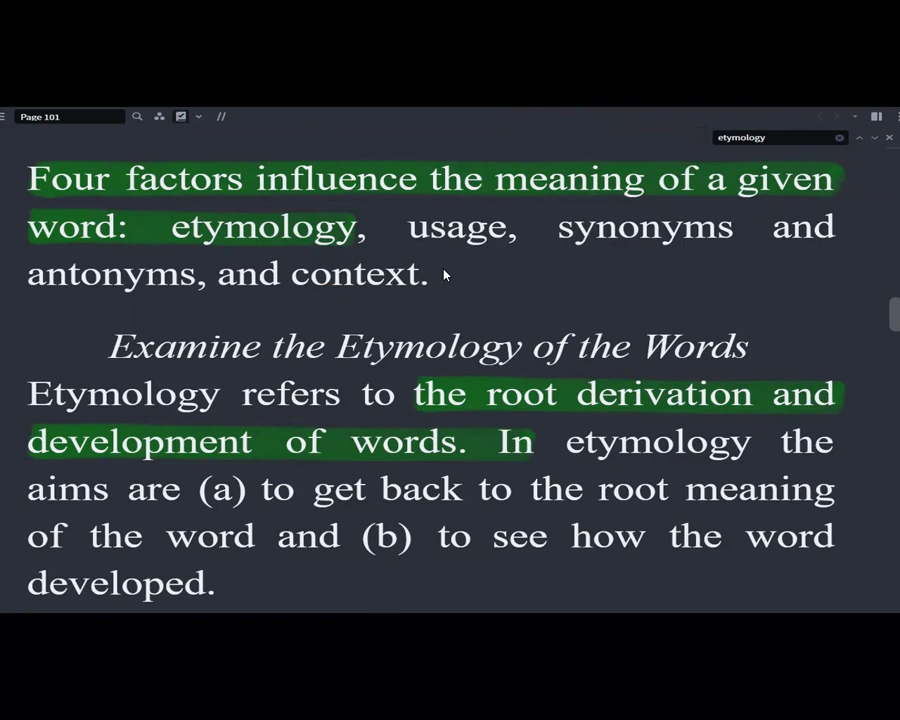 Page 101
etymology
Four factors influence the meaning of a given
word: etymology, usage, synonyms and
antonyms, and context.
Examine the Etymology of the Words
Etymology refers to the root derivation and
development of words. In etymology the
aims are (a) to get back to the root meaning
of the word and (b) to see how the word
developed.